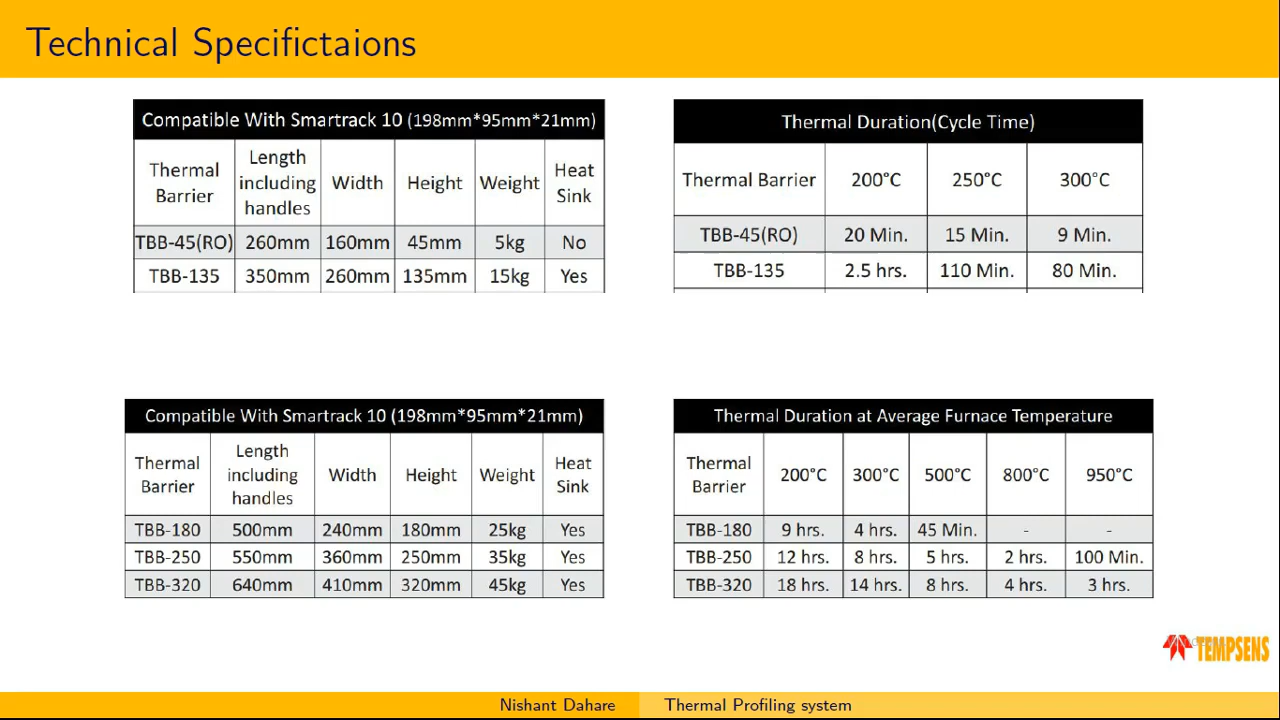 Technical Specifictaions
Compatible With Smartrack 10 (198mm*95mm*21mm)
Thermal Barrier Length including handles Width Height Weight Heat Sink
TBB-45(RO) 260mm 160mm 45mm 5kg No
TBB-135 350mm 260mm 135mm 15kg Yes
Thermal Duration(Cycle Time)
Thermal Barrier 200°C 250°C 300°C
TBB-45(RO) 20 Min. 15 Min. 9 Min.
TBB-135 2.5 hrs. 110 Min. 80 Min.
Compatible With Smartrack 10 (198mm*95mm*21mm)
Thermal Barrier Length including handles Width Height Weight Heat Sink
TBB-180 500mm 240mm 180mm 25kg Yes
TBB-250 550mm 360mm 250mm 35kg Yes
TBB-320 640mm 410mm 320mm 45kg Yes
Thermal Duration at Average Furnace Temperature
Thermal Barrier 200°C 300°C 500°C 800°C 950°C
TBB-180 9 hrs. 4 hrs. 45 Min. - -
TBB-250 12 hrs. 8 hrs. 5 hrs. 2 hrs. 100 Min.
TBB-320 18 hrs. 14 hrs. 8 hrs. 4 hrs. 3 hrs.
TEMPSENS
Nishant Dahare Thermal Profiling system